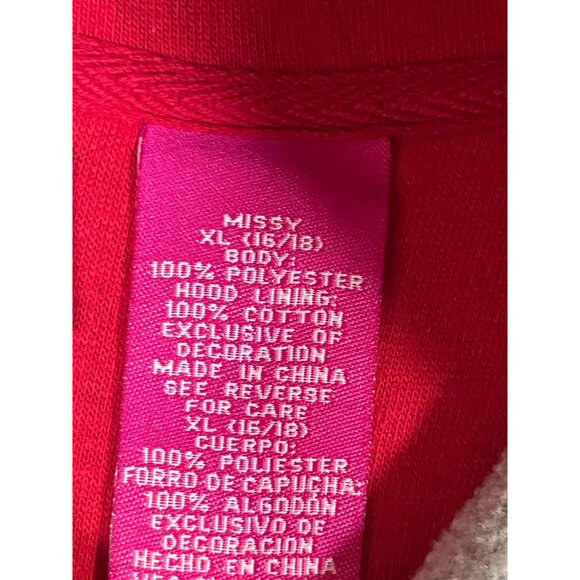 MISSY
XL (16/18)
BODY:
100% POLYESTER
HOOD LINING:
100% COTTON
EXCLUSIVE OF
DECORATION
MADE IN CHINA
SEE REVERSE
FOR CARE
XL (16/18)
CUERPO:
100% POLIESTER
FORRO DE CAPUCHA:
100% ALGODÓN
EXCLUSIVO DE
DECORACION
HECHO EN CHINA